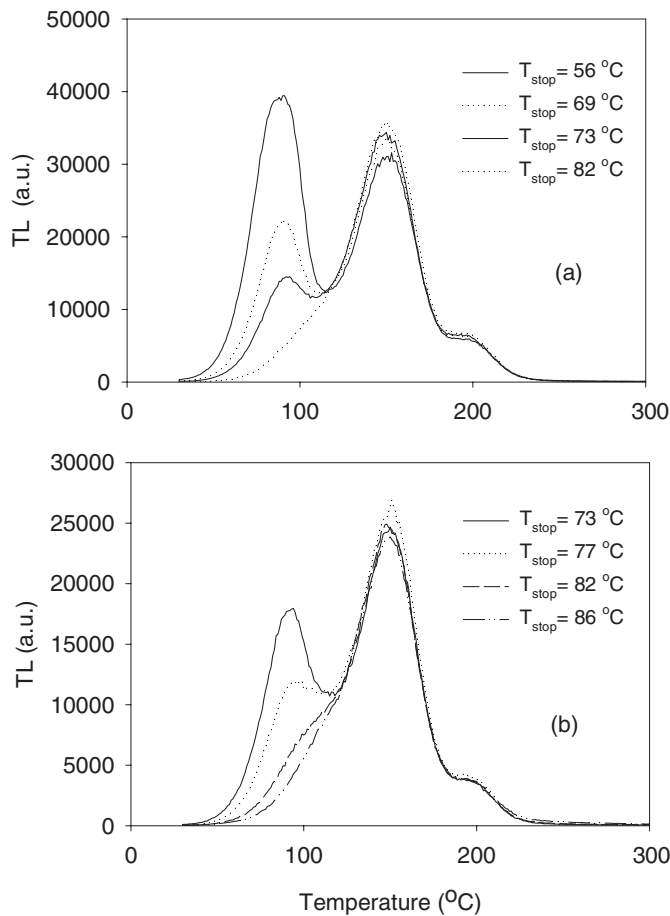 50000
40000
30000
20000
10000
0
TL (a.u.)
T_stop= 56 °C
T_stop= 69 °C
T_stop= 73 °C
T_stop= 82 °C
(a)
0 100 200 300
30000
25000
20000
15000
10000
5000
0
TL (a.u.)
T_stop= 73 °C
T_stop= 77 °C
T_stop= 82 °C
T_stop= 86 °C
(b)
0 100 200 300
Temperature (°C)